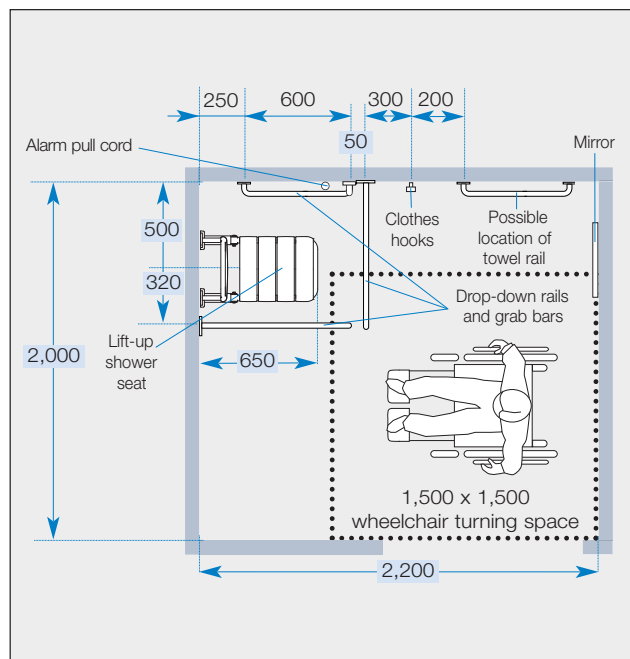 250
600
300
200
50
Alarm pull cord
Mirror
500
Clothes
hooks
Possible
location of
towel rail
320
Drop-down rails
and grab bars
Lift-up
shower
seat
2,000
650
1,500 x 1,500
wheelchair turning space
2,200